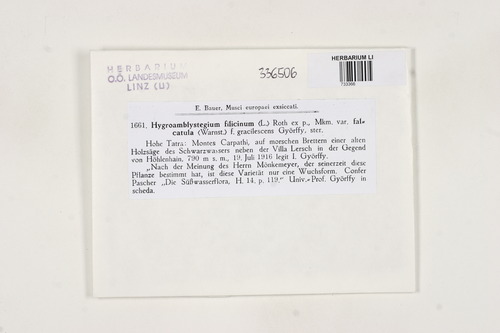 HERBARIUM
O.Ö. LANDESMUSEUM
LINZ (LI)
336506
HERBARIUM LI
E. Bauer, Musci europaei exsiccati.
1661. Hygroamblystegium filicinum (L.) Roth ex p., Mkm. var. fal-
catula (Warnst.) f. gracilescens Györffy, ster.
Hohe Tatra: Montes Carpathi, auf morschen Brettern einer alten
Holzsäge des Schwarzwassers neben der Villa Lersch in der Gegend
von Höhlenhain, 790 m s. m., 19. Juli 1916 legit I. Györffy.
„Nach der Meinung des Herrn Mönkemeyer, der seinerzeit diese
Pflanze bestimmt hat, ist diese Varietät nur eine Wuchsform. Confer
Pascher „Die Süßwasserflora, H. 14. p. 119." Univ.-Prof. Györffy in
scheda.